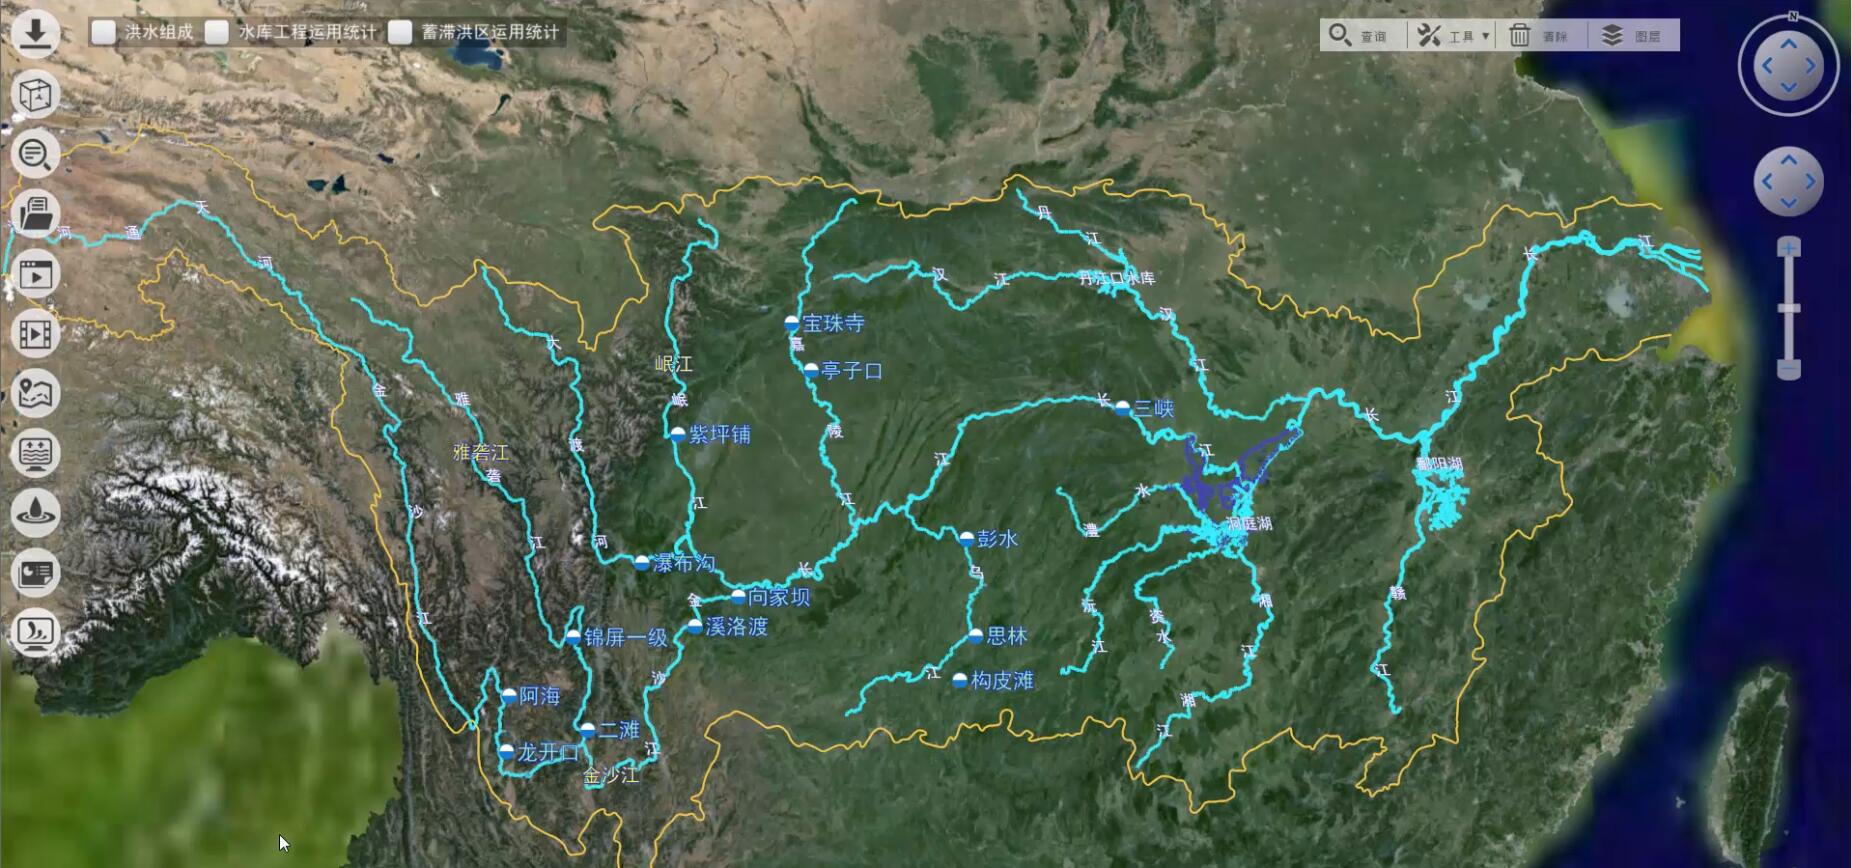 洪水组成 水库工程运用统计 蓄滞洪区运用统计
查询 工具 清除 图层
N
通天河
河
金沙江
雅砻江
雅砻江
大渡河
岷江
岷江
嘉陵江
汉江
丹江
丹江口水库
汉江
长江
长江
长江
长江
宝珠寺
亭子口
紫坪铺
三峡
瀑布沟
向家坝
溪洛渡
锦屏一级
阿海
二滩
龙开口
金沙江
金沙江
彭水
思林
构皮滩
乌江
澧水
沅江
资水
湘江
湘江
洞庭湖
鄱阳湖
赣江